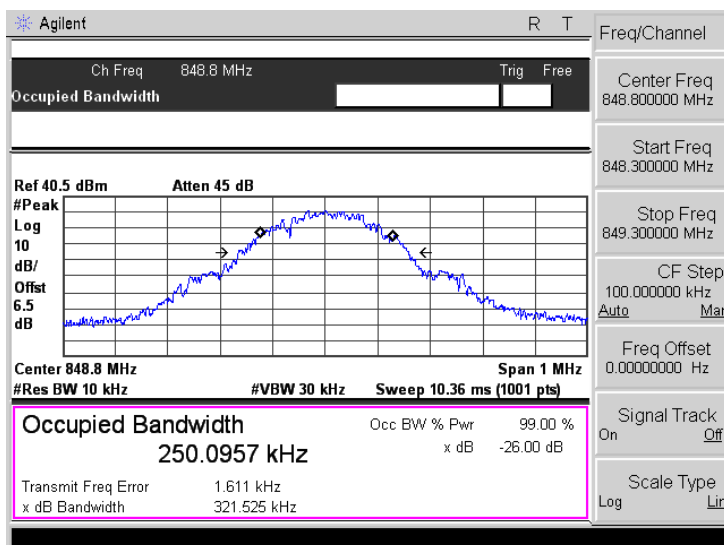 Agilent R T
Ch Freq 848.8 MHz Trig Free
Occupied Bandwidth
Ref 40.5 dBm Atten 45 dB
#Peak
Log
10
dB/
Offst
6.5
dB
Center 848.8 MHz Span 1 MHz
#Res BW 10 kHz #VBW 30 kHz Sweep 10.36 ms (1001 pts)
Occupied Bandwidth Occ BW % Pwr 99.00 %
250.0957 kHz x dB -26.00 dB
Transmit Freq Error 1.611 kHz
x dB Bandwidth 321.525 kHz
Freq/Channel
Center Freq
848.800000 MHz
Start Freq
848.300000 MHz
Stop Freq
849.300000 MHz
CF Step
100.000000 kHz
Auto Man
Freq Offset
0.00000000 Hz
Signal Track
On Off
Scale Type
Log Lin